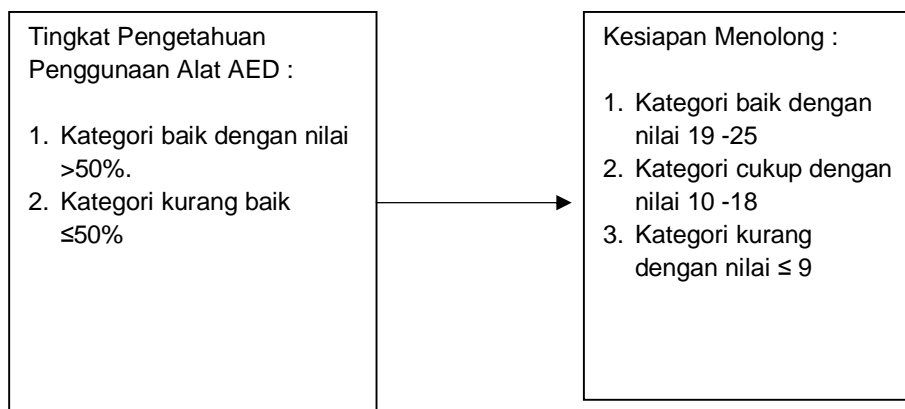 Tingkat Pengetahuan
Penggunaan Alat AED :
1. Kategori baik dengan nilai
>50%.
2. Kategori kurang baik
≤50%
Kesiapan Menolong :
1. Kategori baik dengan
nilai 19 -25
2. Kategori cukup dengan
nilai 10 -18
3. Kategori kurang
dengan nilai ≤ 9